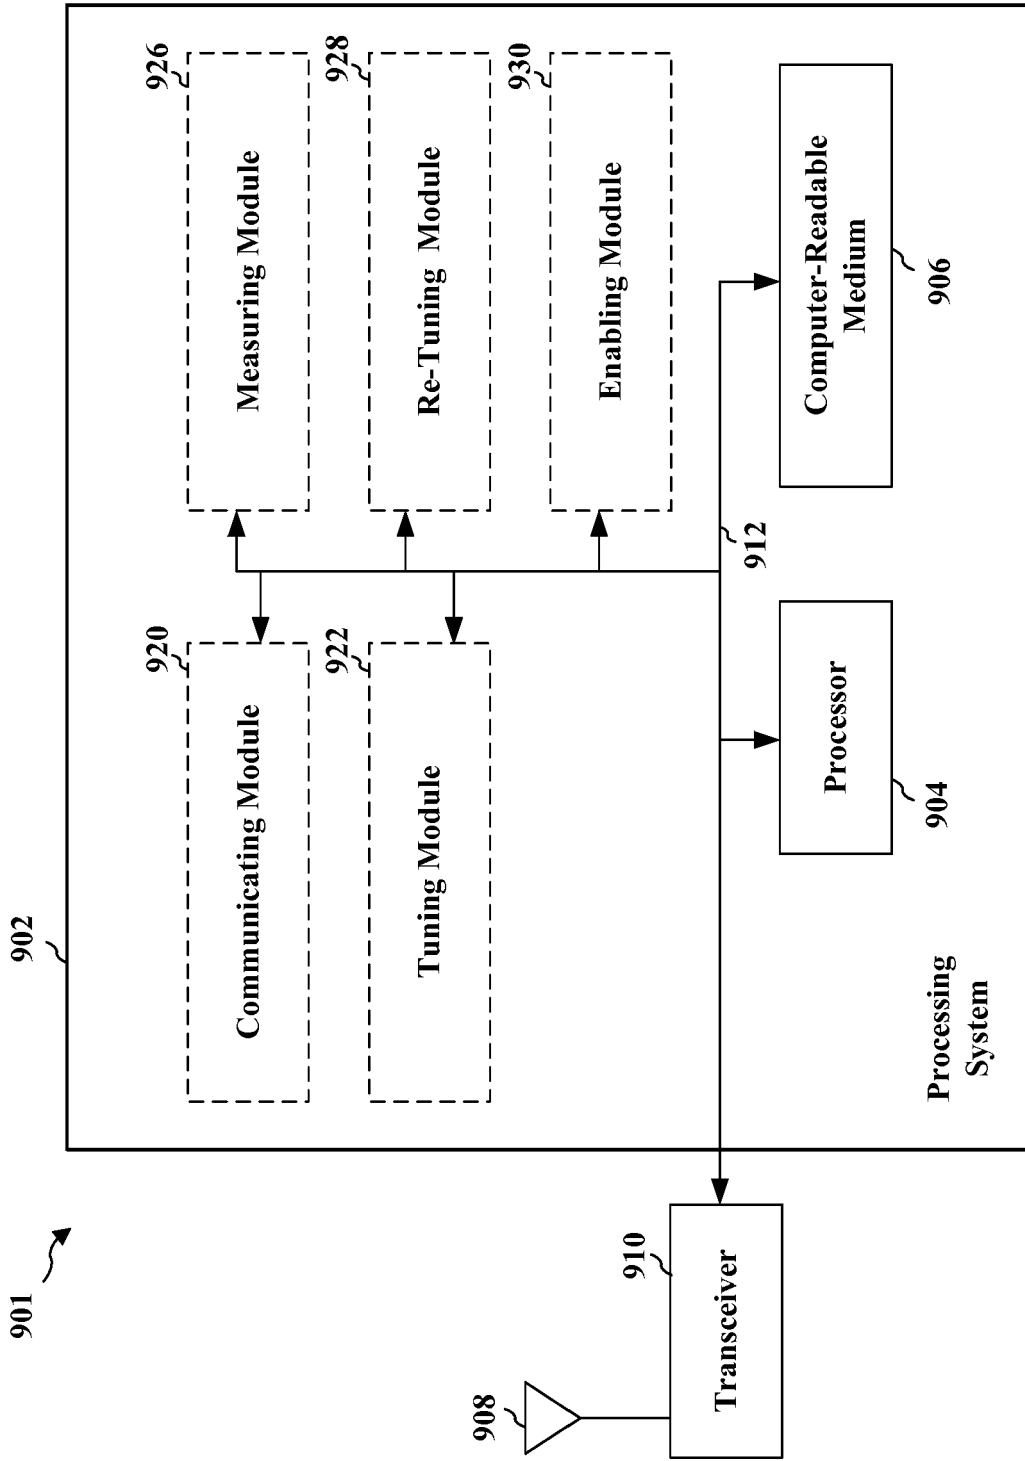 901
902
920
Communicating Module
926
Measuring Module
922
Tuning Module
928
Re-Tuning Module
930
Enabling Module
908
910
Transceiver
912
Processor
904
Computer-Readable
Medium
906
Processing
System